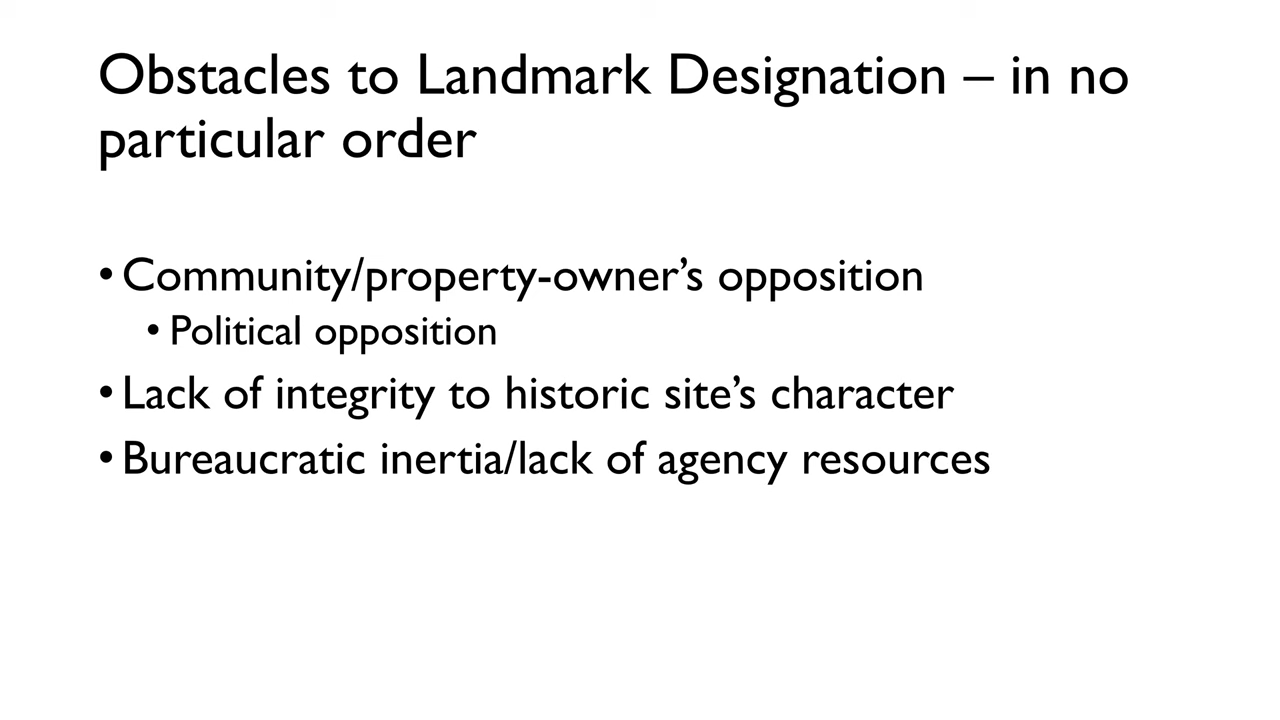 Obstacles to Landmark Designation – in no
particular order
• Community/property-owner’s opposition
• Political opposition
• Lack of integrity to historic site’s character
• Bureaucratic inertia/lack of agency resources